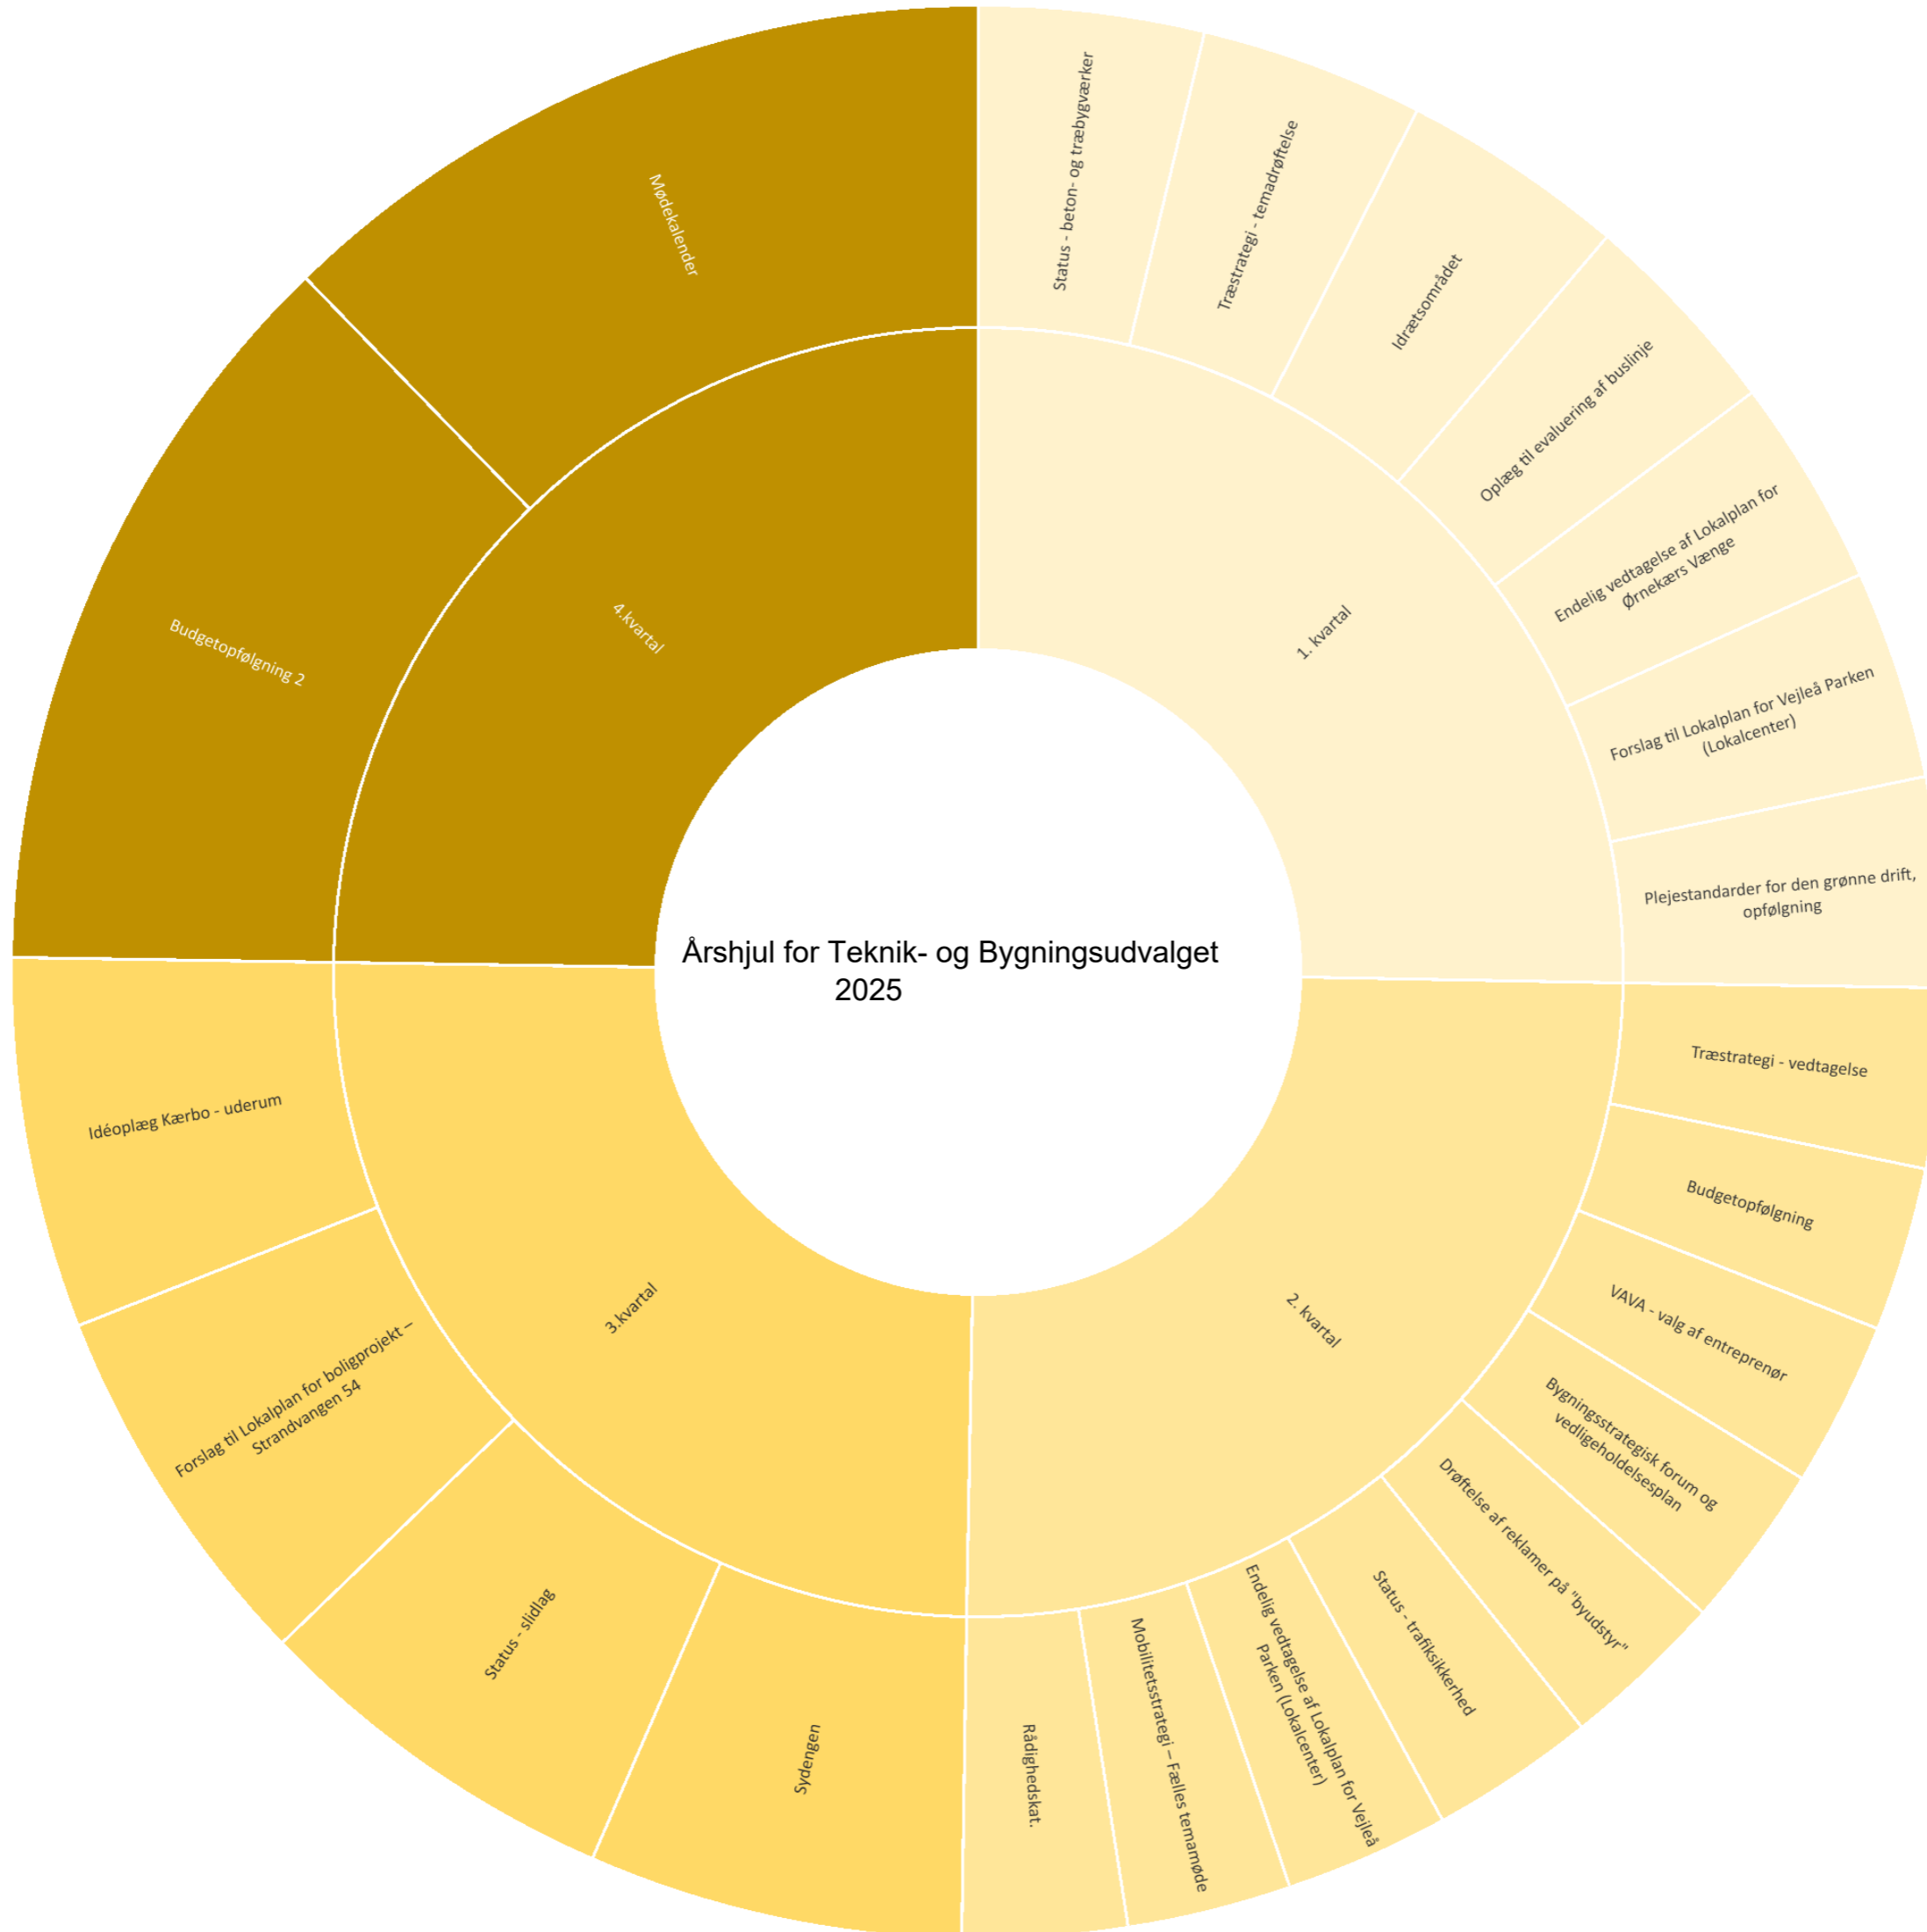 Årshjul for Teknik- og Bygningsudvalget
2025
1. kvartal
Status - beton- og træbygværker
Træstrategi - temadrøftelse
Idrætsområdet
Oplæg til evaluering af buslinje
Endelig vedtagelse af Lokalplan for
Ørnekærs Vænge
Forslag til Lokalplan for Vejleå Parken
(Lokalcenter)
Plejestandarder for den grønne drift,
opfølgning
2. kvartal
Træstrategi - vedtagelse
Budgetopfølgning
VAVA - valg af entreprenør
Bygningsstrategisk forum og
vedligeholdelsesplan
Drøftelse af reklamer på "byudstyr"
Status - trafiksikkerhed
Endelig vedtagelse af Lokalplan for Vejleå
Parken (Lokalcenter)
Mobilitetsstrategi – Fælles temamøde
Rådighedskat.
3.kvartal
Sydengen
Status - slidlag
Forslag til Lokalplan for boligprojekt –
Strandvangen 54
Idéoplæg Kærbo - uderum
4.kvartal
Budgetopfølgning 2
Mødekalender